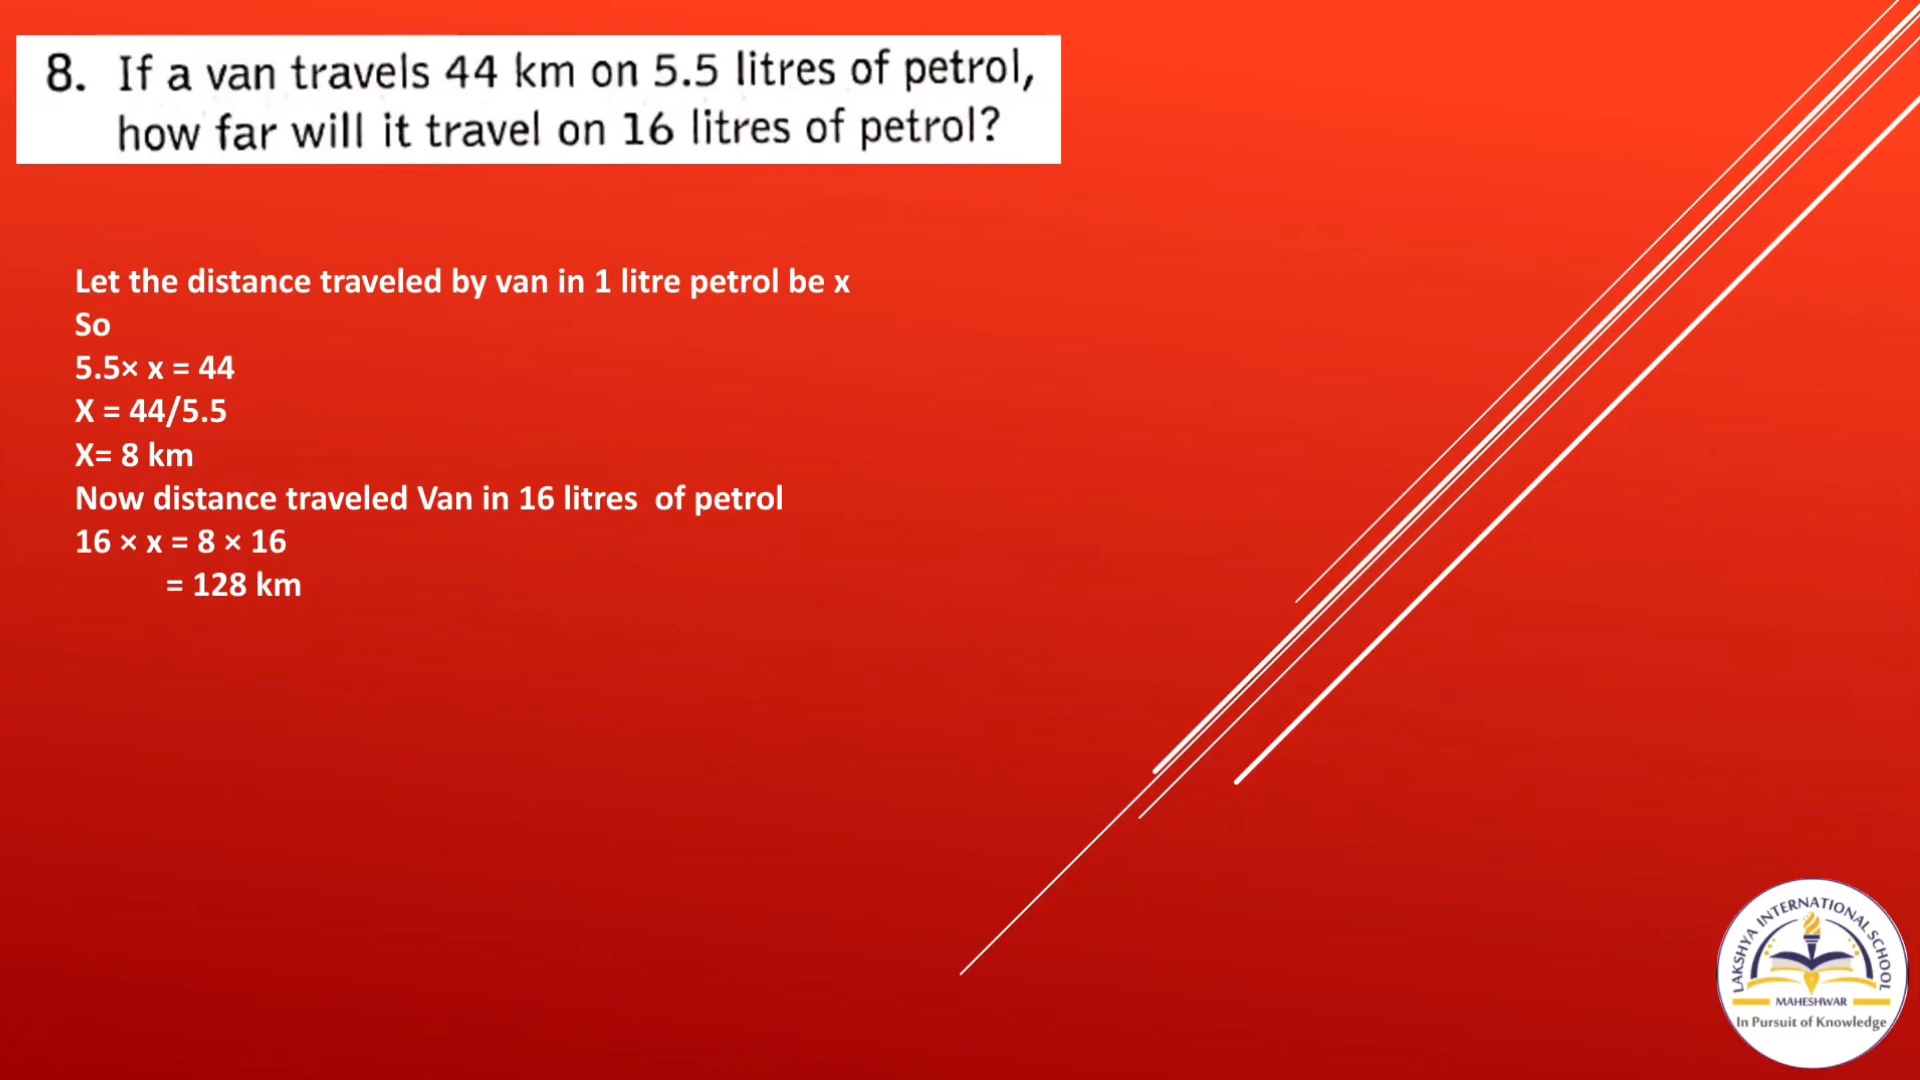 8. If a van travels 44 km on 5.5 litres of petrol,
how far will it travel on 16 litres of petrol?
Let the distance traveled by van in 1 litre petrol be x
So
5.5× x = 44
X = 44/5.5
X= 8 km
Now distance traveled Van in 16 litres  of petrol
16 × x = 8 × 16
= 128 km
LAKSHYA INTERNATIONAL SCHOOL
MAHESHWAR
In Pursuit of Knowledge